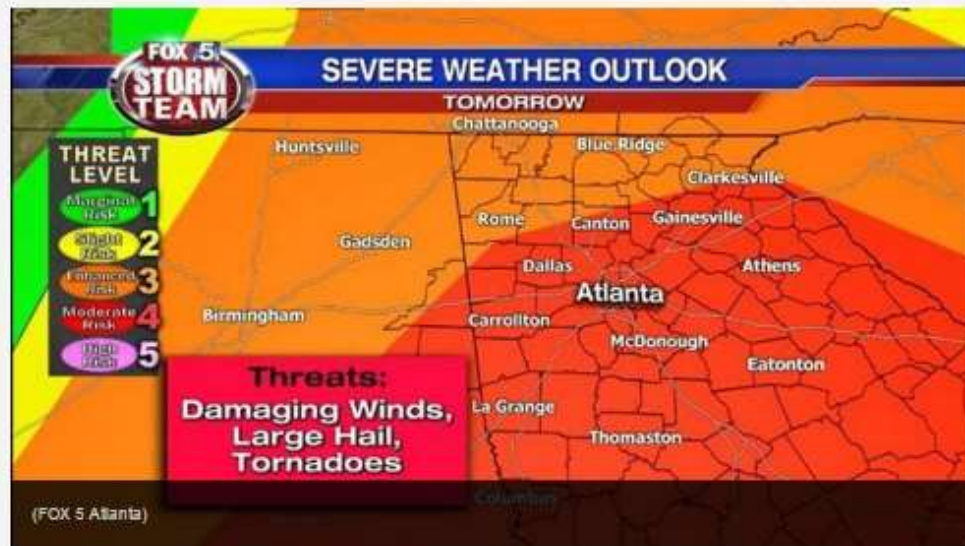 FOX 5
STORM
TEAM
SEVERE WEATHER OUTLOOK
TOMORROW
THREAT
LEVEL
Marginal
Risk 1
Slight
Risk 2
Enhanced
Risk 3
Moderate
Risk 4
High
Risk 5
Chattanooga
Huntsville
Blue Ridge
Clarkesville
Rome
Canton
Gainesville
Gadsden
Dallas
Athens
Atlanta
Birmingham
Carrollton
McDonough
Eatonton
La Grange
Thomaston
Columbus
Threats:
Damaging Winds,
Large Hail,
Tornadoes
(FOX 5 Atlanta)